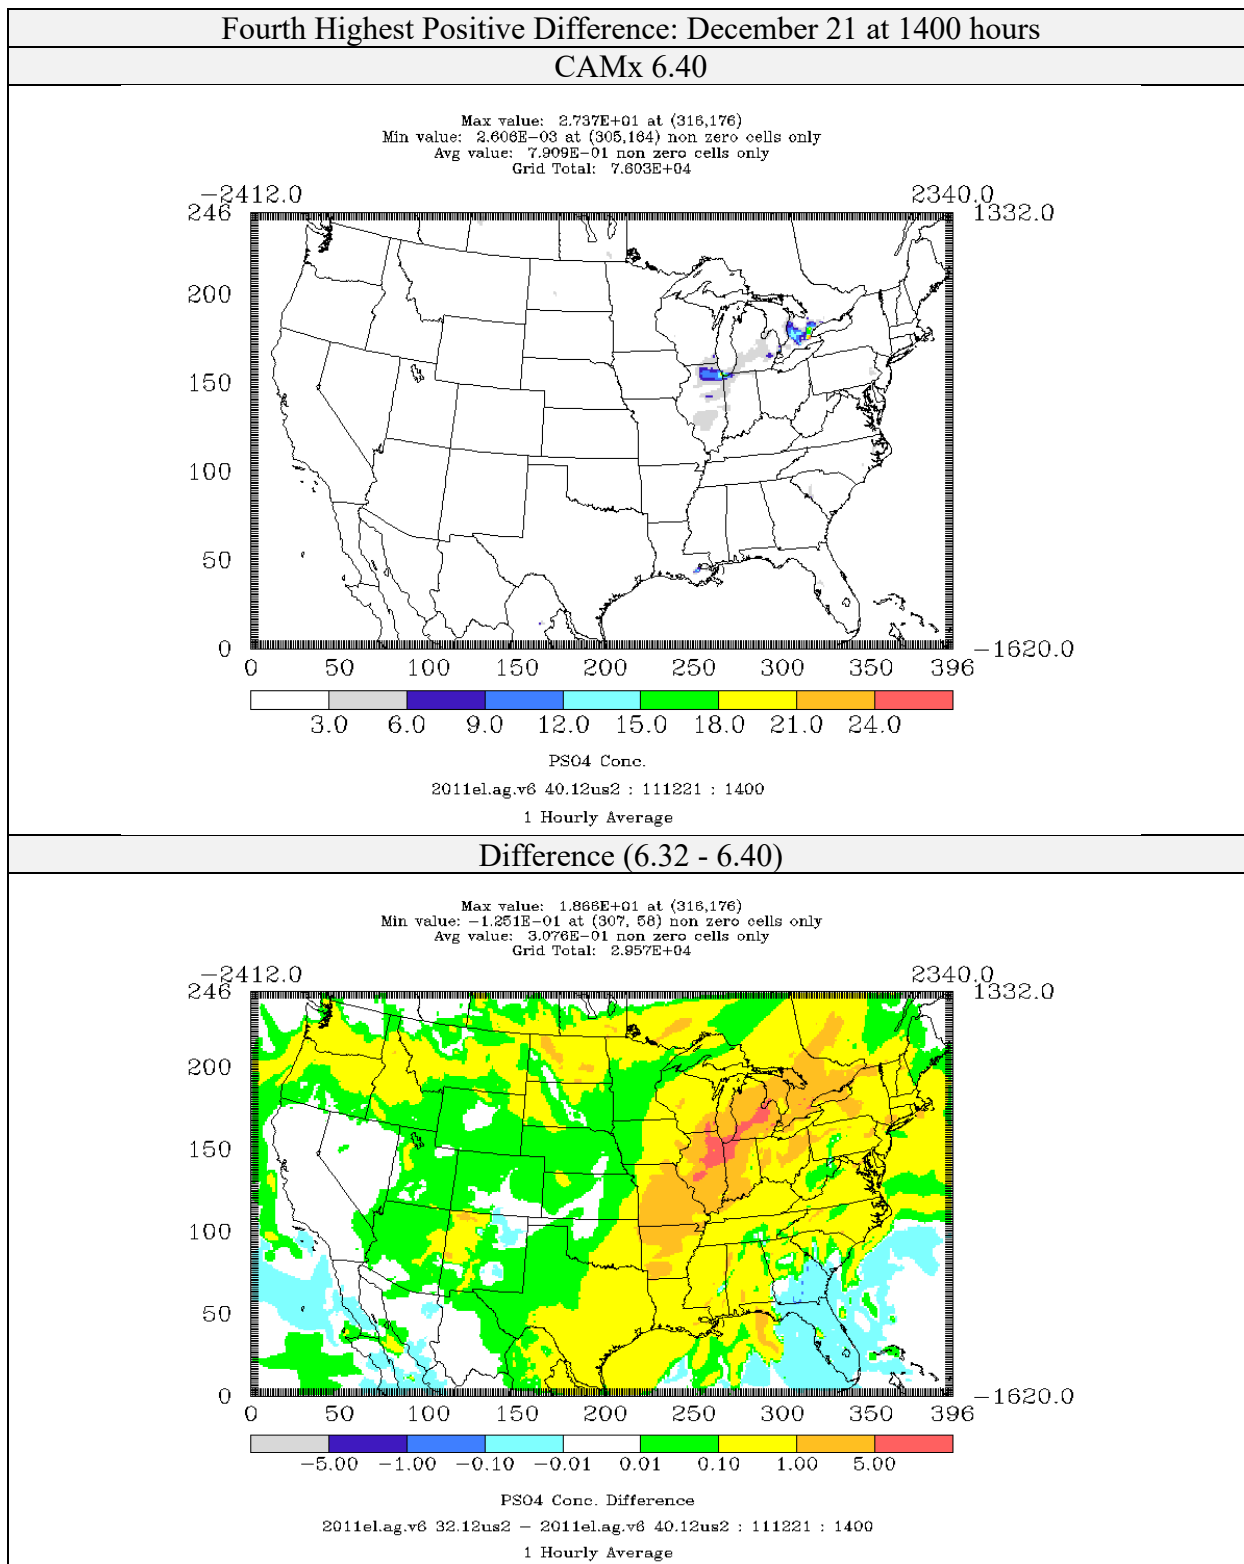 Fourth Highest Positive Difference: December 21 at 1400 hours
CAMx 6.40
Max value: 2.737E+01 at (316,176)
Min value: 2.606E-03 at (305,164) non zero cells only
Avg value: 7.909E-01 non zero cells only
Grid Total: 7.603E+04
-2412.0 2340.0
246 1332.0
200
150
100
50
0 -1620.0
0 50 100 150 200 250 300 350 396
3.0 6.0 9.0 12.0 15.0 18.0 21.0 24.0
PSO4 Conc.
2011el.ag.v6 40.12us2 : 111221 : 1400
1 Hourly Average
Difference (6.32 - 6.40)
Max value: 1.866E+01 at (316,176)
Min value: -1.251E-01 at (307, 58) non zero cells only
Avg value: 3.076E-01 non zero cells only
Grid Total: 2.957E+04
-2412.0 2340.0
246 1332.0
200
150
100
50
0 -1620.0
0 50 100 150 200 250 300 350 396
-5.00 -1.00 -0.10 -0.01 0.01 0.10 1.00 5.00
PSO4 Conc. Difference
2011el.ag.v6 32.12us2 - 2011el.ag.v6 40.12us2 : 111221 : 1400
1 Hourly Average